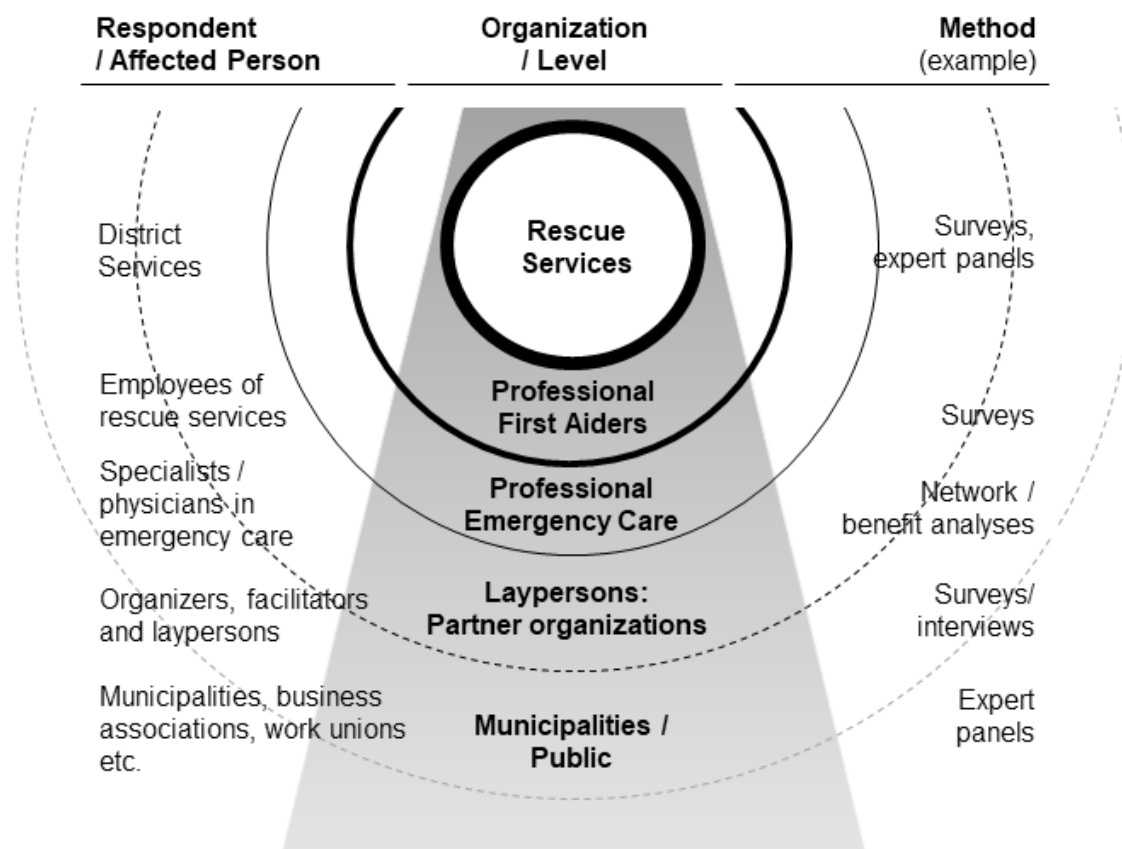 Respondent
/ Affected Person
Organization
/ Level
Method
(example)
District
Services
Rescue
Services
Surveys,
expert panels
Employees of
rescue services
Professional
First Aiders
Surveys
Specialists /
physicians in
emergency care
Professional
Emergency Care
Network /
benefit analyses
Organizers, facilitators
and laypersons
Laypersons:
Partner organizations
Surveys/
interviews
Municipalities, business
associations, work unions
etc.
Municipalities /
Public
Expert
panels